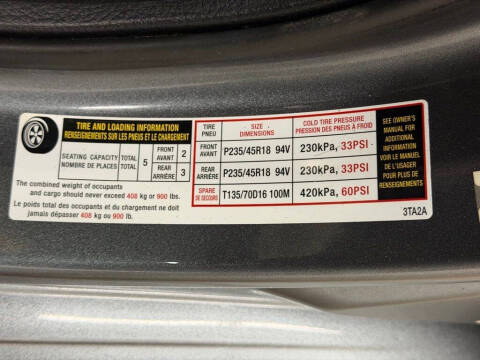 TIRE AND LOADING INFORMATION
RENSEIGNEMENTS SUR LES PNEUS ET LE CHARGEMENT
SEATING CAPACITY TOTAL 5 FRONT AVANT 2
NOMBRE DE PLACES TOTAL REAR ARRIÈRE 3
The combined weight of occupants
and cargo should never exceed 408 kg or 900 lbs.
Le poids total des occupants et du chargement ne doit
jamais dépasser 408 kg ou 900 lbs.
TIRE SIZE COLD TIRE PRESSURE
PNEU DIMENSIONS PRESSION DES PNEUS À FROID
FRONT AVANT P235/45R18 94V 230kPa, 33PSI
REAR ARRIÈRE P235/45R18 94V 230kPa, 33PSI
SPARE DE SECOURS T135/70D16 100M 420kPa, 60PSI
SEE OWNER'S
MANUAL FOR
ADDITIONAL
INFORMATION
VOIR LE MANUEL
DE L'USAGER
POUR PLUS DE
RENSEIGNEMENTS
3TA2A